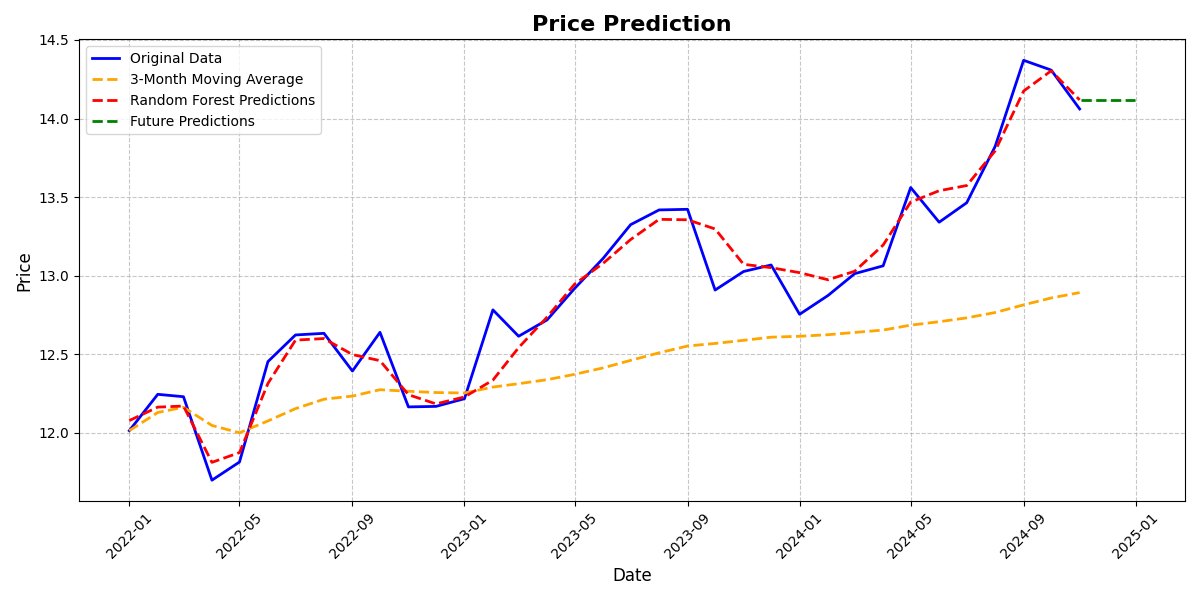 Price Prediction
Original Data
3-Month Moving Average
Random Forest Predictions
Future Predictions
14.5
14.0
13.5
13.0
12.5
12.0
Price
2022-01
2022-05
2022-09
2023-01
2023-05
2023-09
2024-01
2024-05
2024-09
2025-01
Date